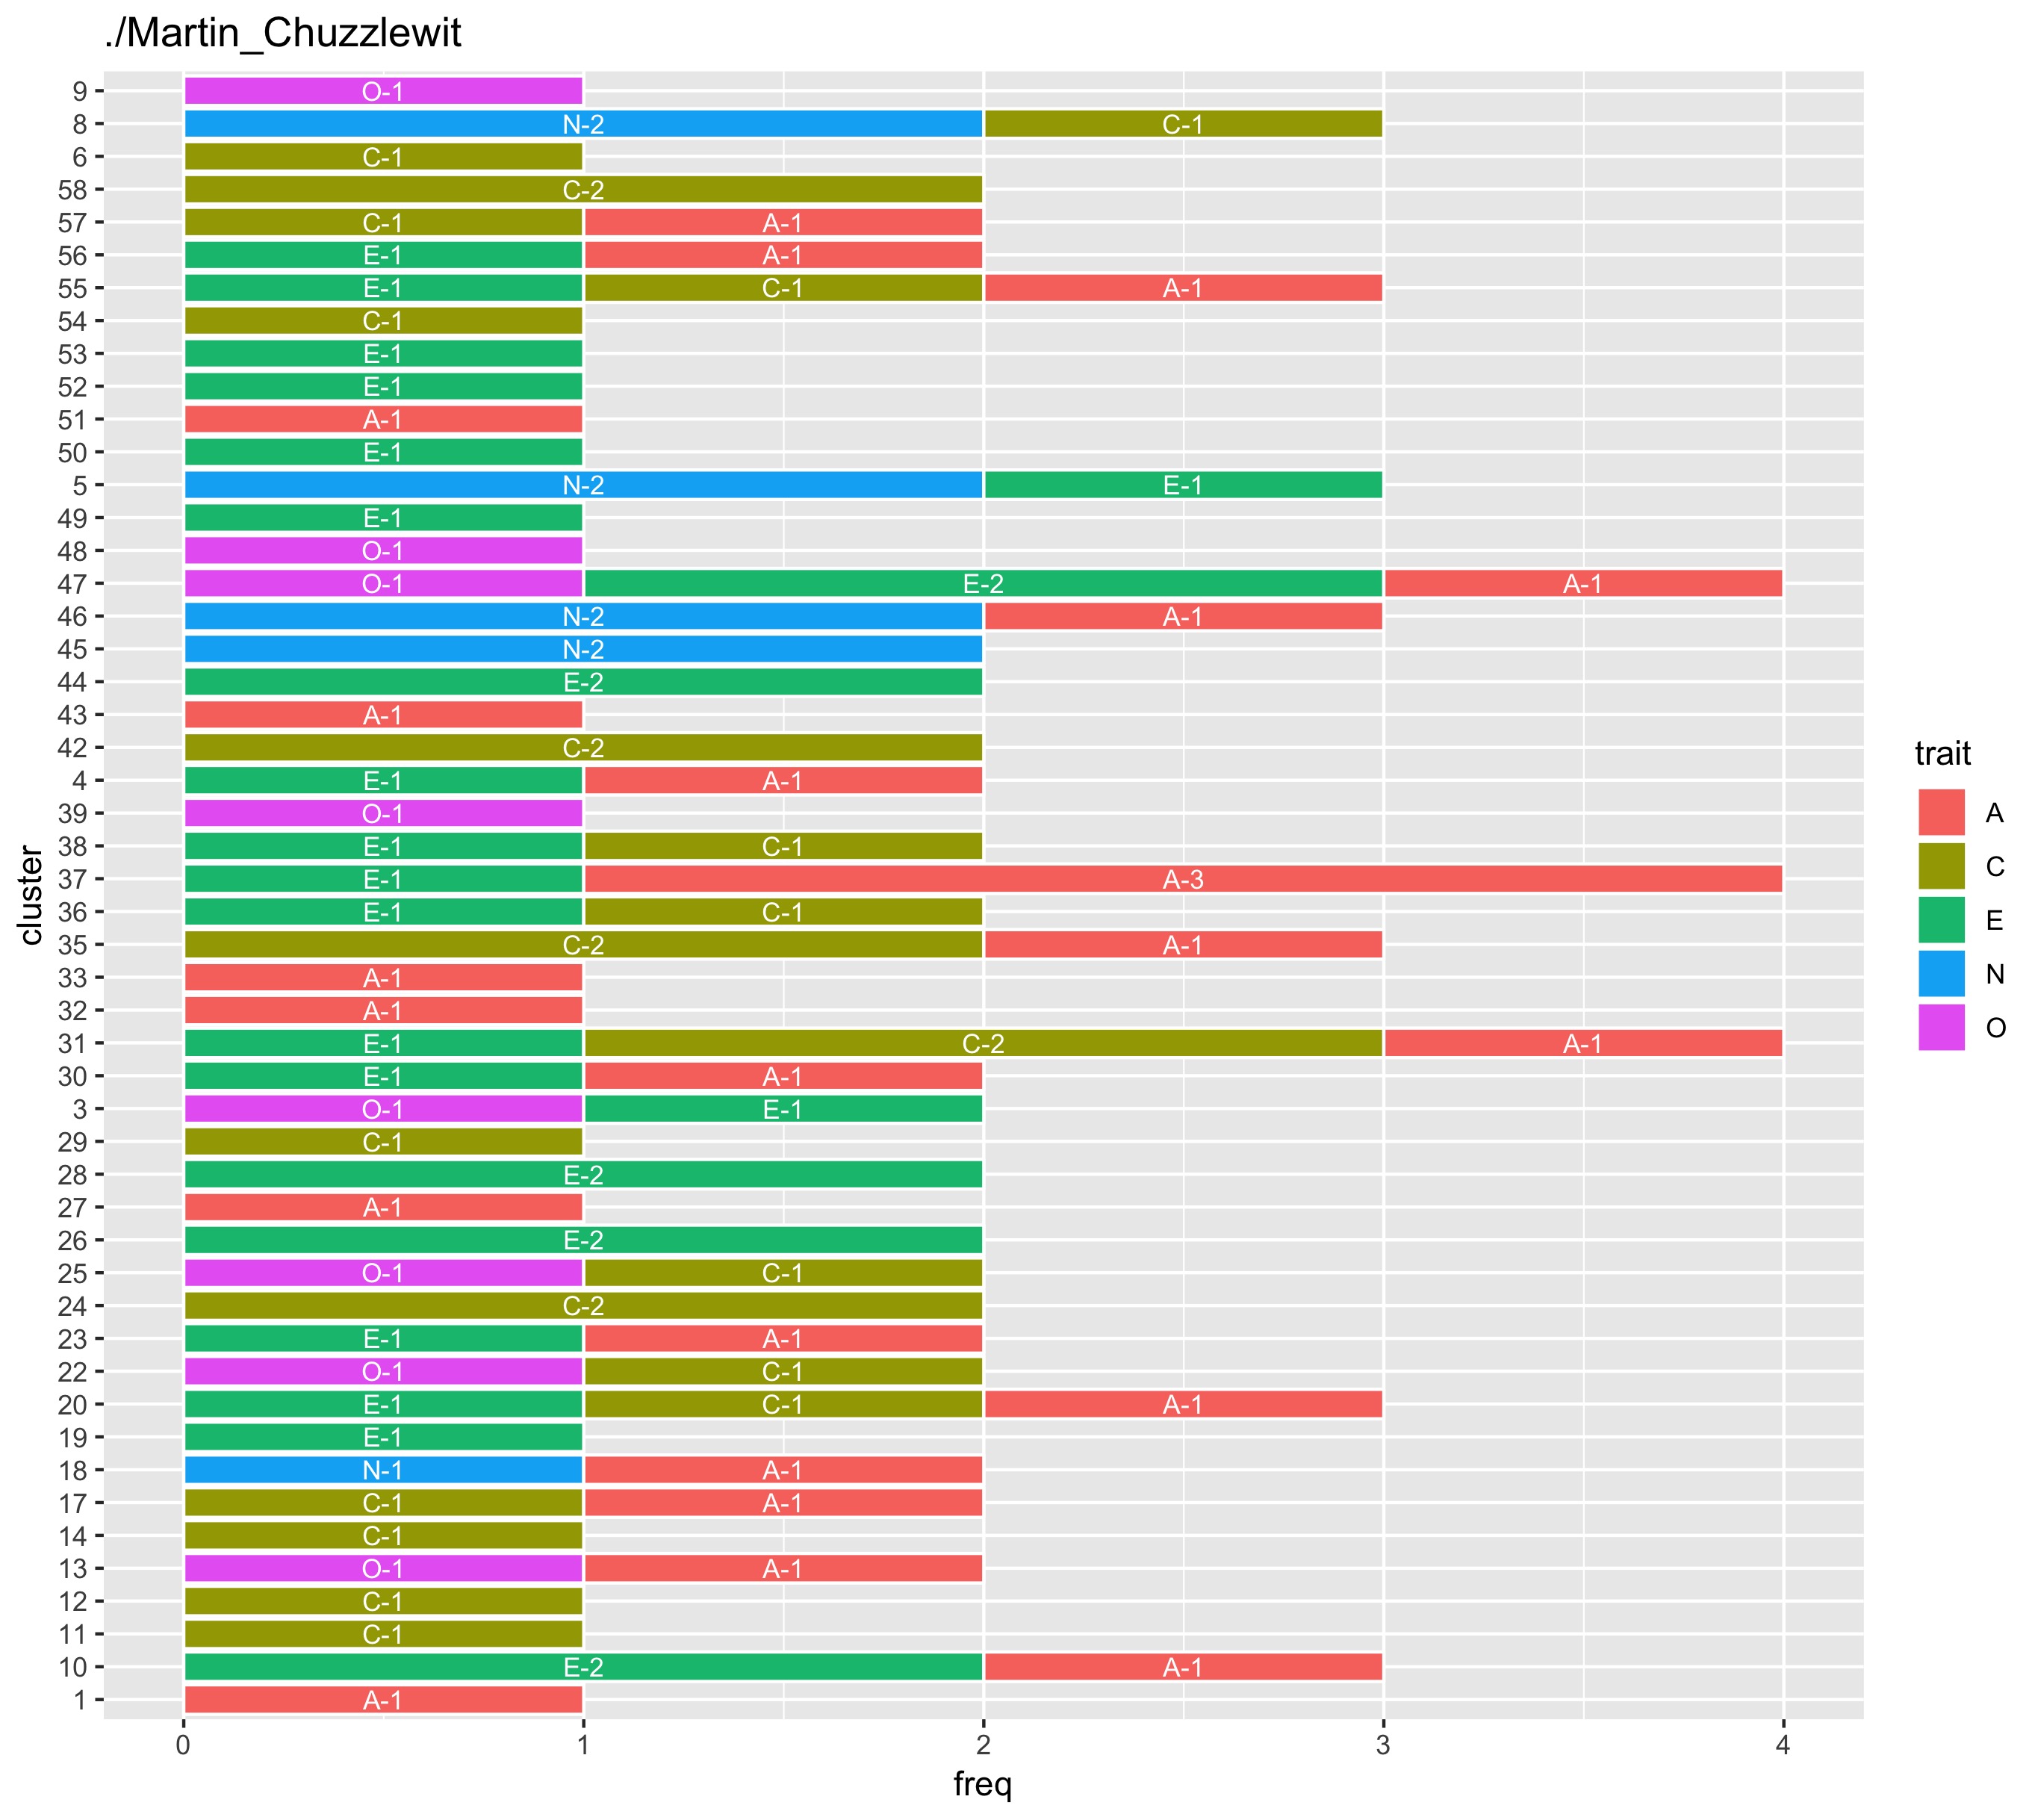 ./Martin_Chuzzlewit
9 O-1
8 N-2 C-1
6 C-1
58 C-2
57 C-1 A-1
56 E-1 A-1
55 E-1 C-1 A-1
54 C-1
53 E-1
52 E-1
51 A-1
50 E-1
5 N-2 E-1
49 E-1
48 O-1
47 O-1 E-2 A-1
46 N-2 A-1
45 N-2
44 E-2
43 A-1
42 C-2
4 E-1 A-1
39 O-1
38 E-1 C-1
37 E-1 A-3
36 E-1 C-1
35 C-2 A-1
33 A-1
32 A-1
31 E-1 C-2 A-1
30 E-1 A-1
3 O-1 E-1
29 C-1
28 E-2
27 A-1
26 E-2
25 O-1 C-1
24 C-2
23 E-1 A-1
22 O-1 C-1
20 E-1 C-1 A-1
19 E-1
18 N-1 A-1
17 C-1 A-1
14 C-1
13 O-1 A-1
12 C-1
11 C-1
10 E-2 A-1
1 A-1
0 1 2 3 4
freq
cluster
trait
A
C
E
N
O